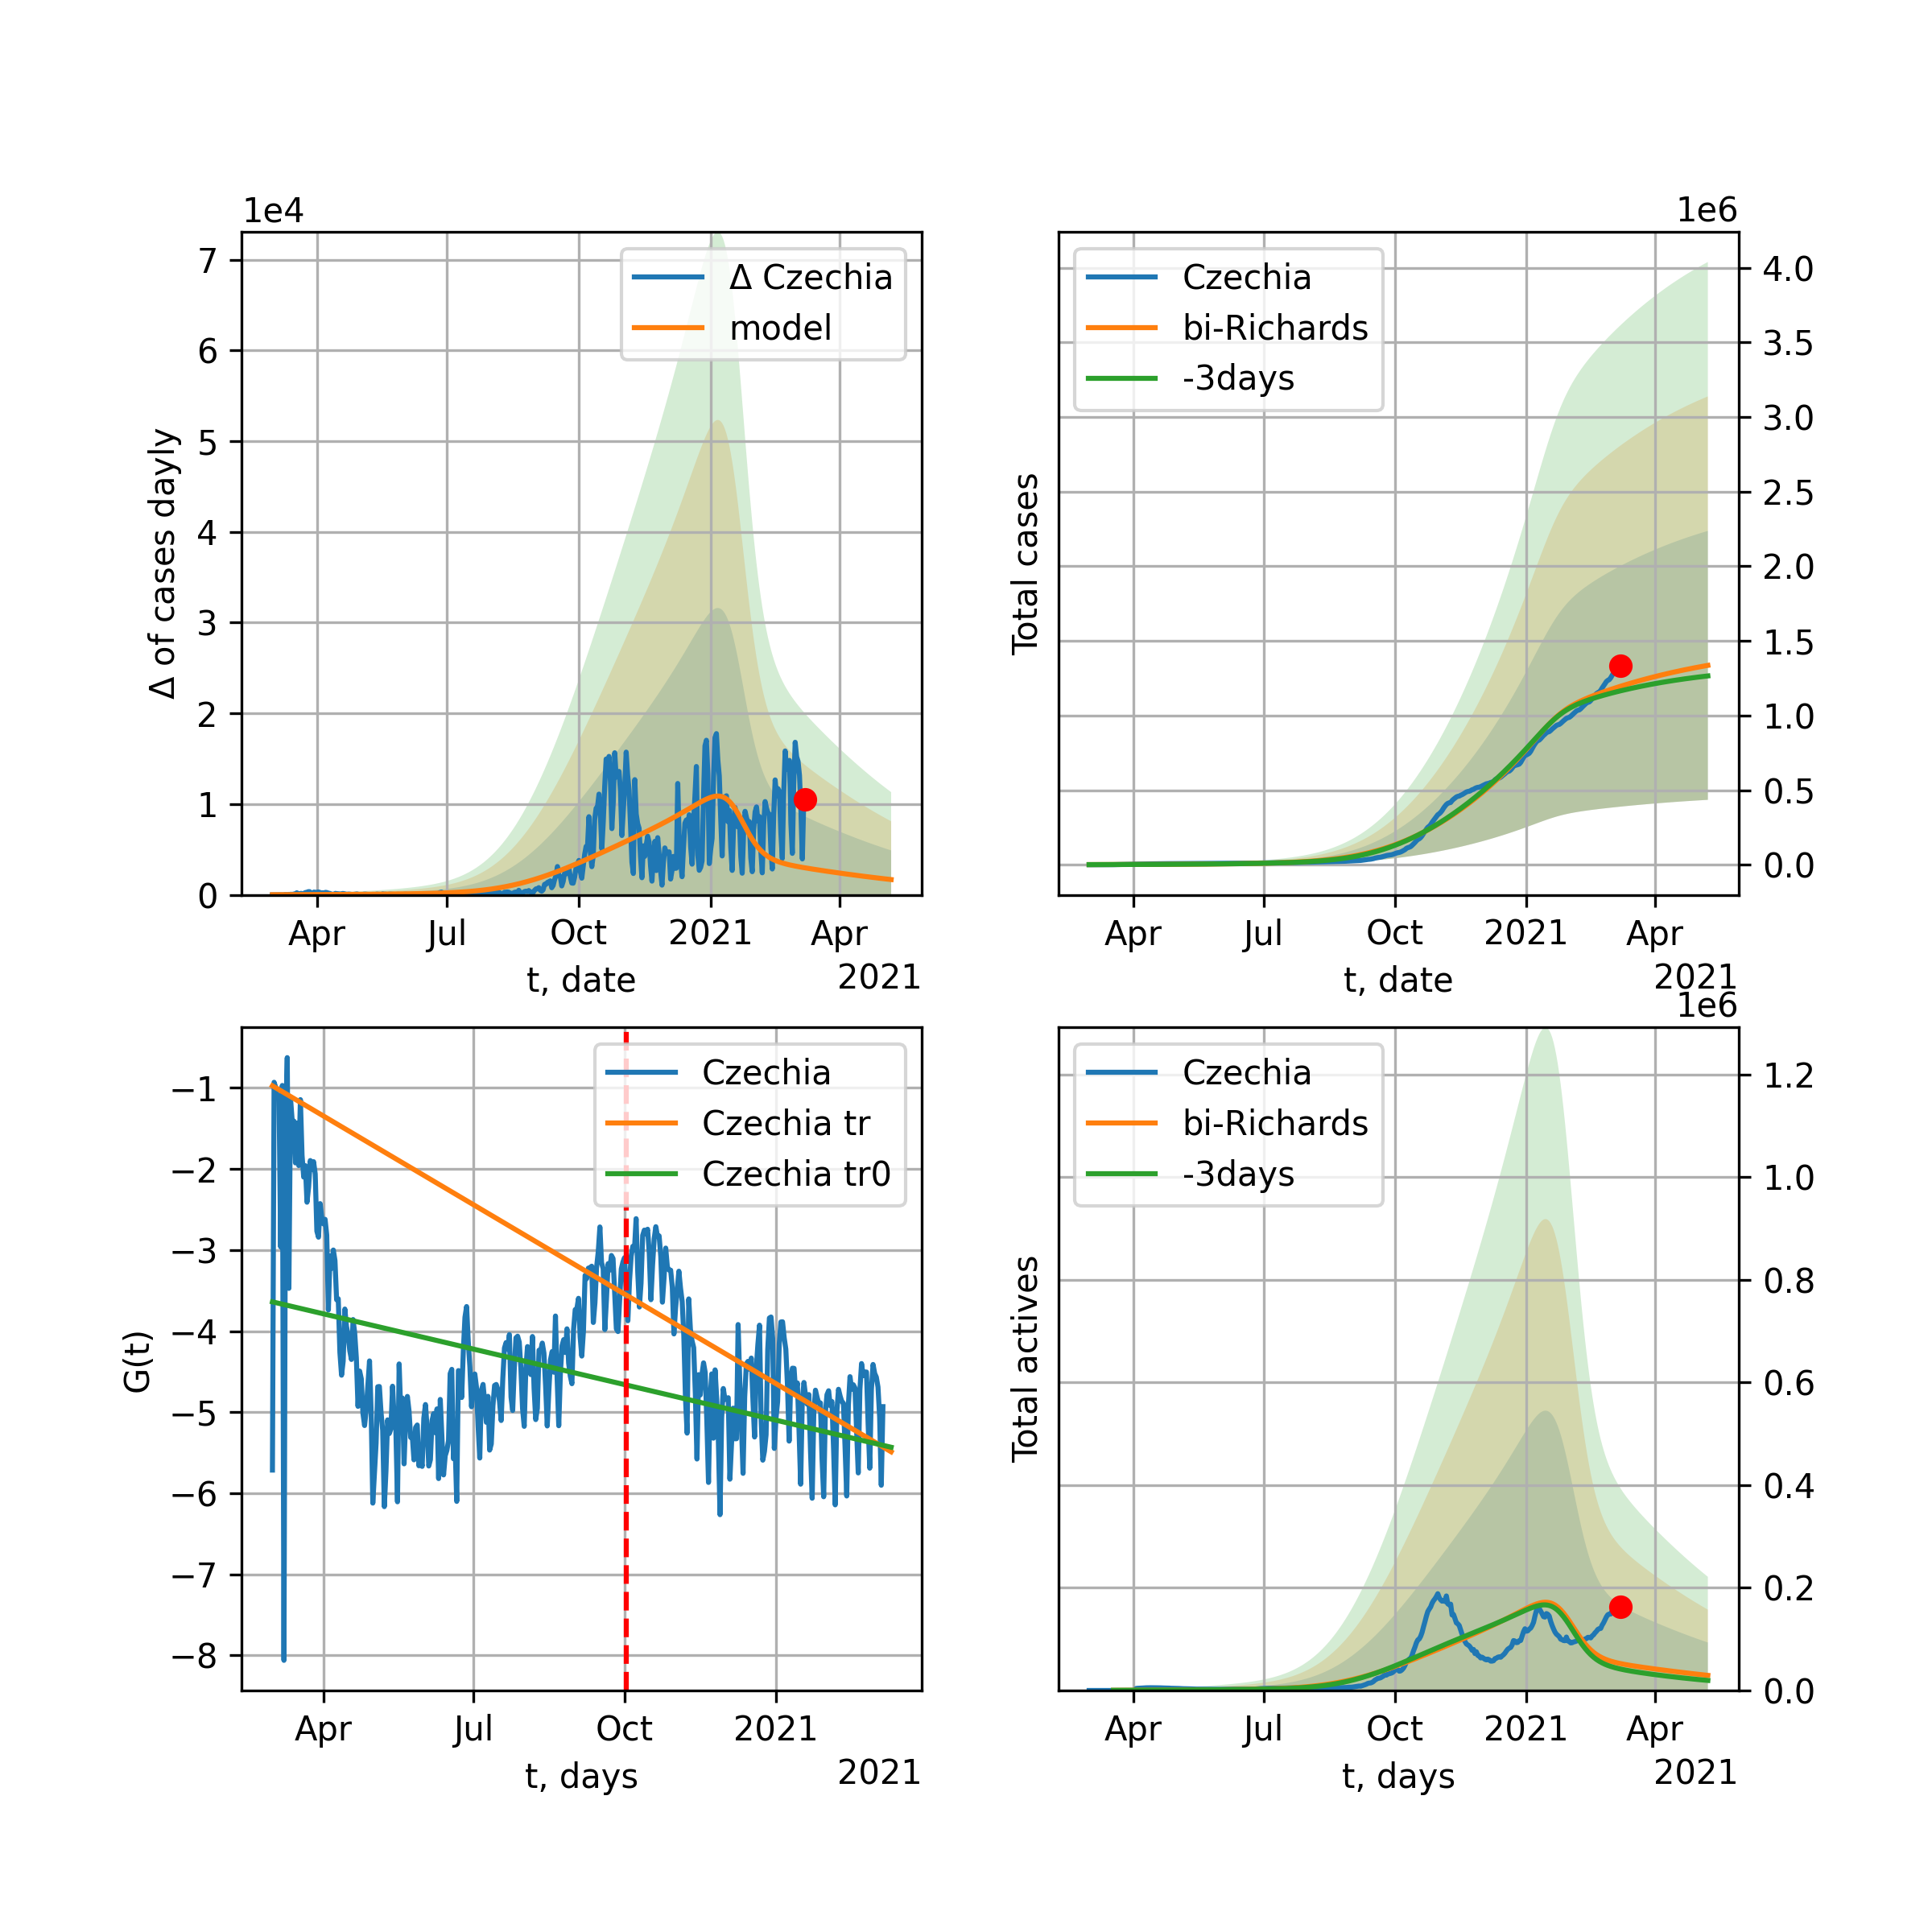 1e4
Δ of cases dayly
7
6
5
4
3
2
1
0
Δ Czechia
model
Apr
Jul
Oct
2021
Apr
t, date
2021
1e6
Total cases
Czechia
bi-Richards
-3days
4.0
3.5
3.0
2.5
2.0
1.5
1.0
0.5
0.0
Apr
Jul
Oct
2021
Apr
t, date
2021
G(t)
−1
−2
−3
−4
−5
−6
−7
−8
Czechia
Czechia tr
Czechia tr0
Apr
Jul
Oct
2021
t, days
2021
1e6
Total actives
Czechia
bi-Richards
-3days
1.2
1.0
0.8
0.6
0.4
0.2
0.0
Apr
Jul
Oct
2021
Apr
t, days
2021